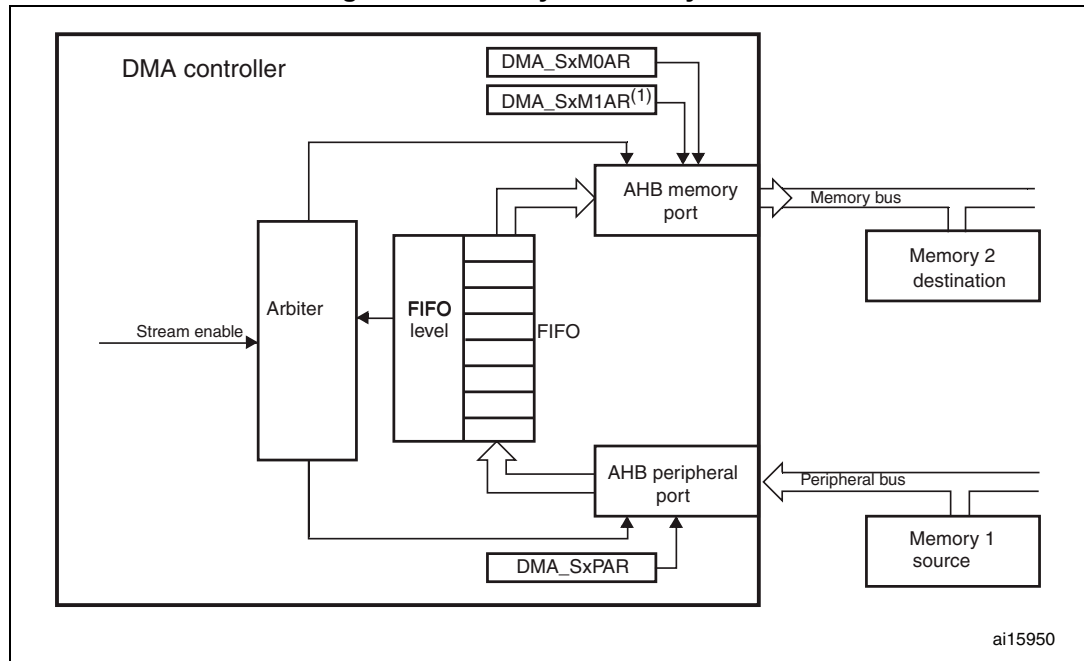 DMA controller
DMA_SxM0AR
DMA_SxM1AR(1)
AHB memory
port
Memory bus
Memory 2
destination
Arbiter
FIFO
level
FIFO
Stream enable
AHB peripheral
port
Peripheral bus
DMA_SxPAR
Memory 1
source
ai15950